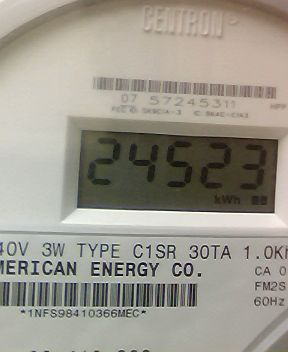 CENTRON
07 57245311
24523
kWh
40V 3W TYPE C1SR 30TA 1.0Kh
MERICAN ENERGY CO.
CA 0
FM2S
60Hz
*1NFS98410366MEC*